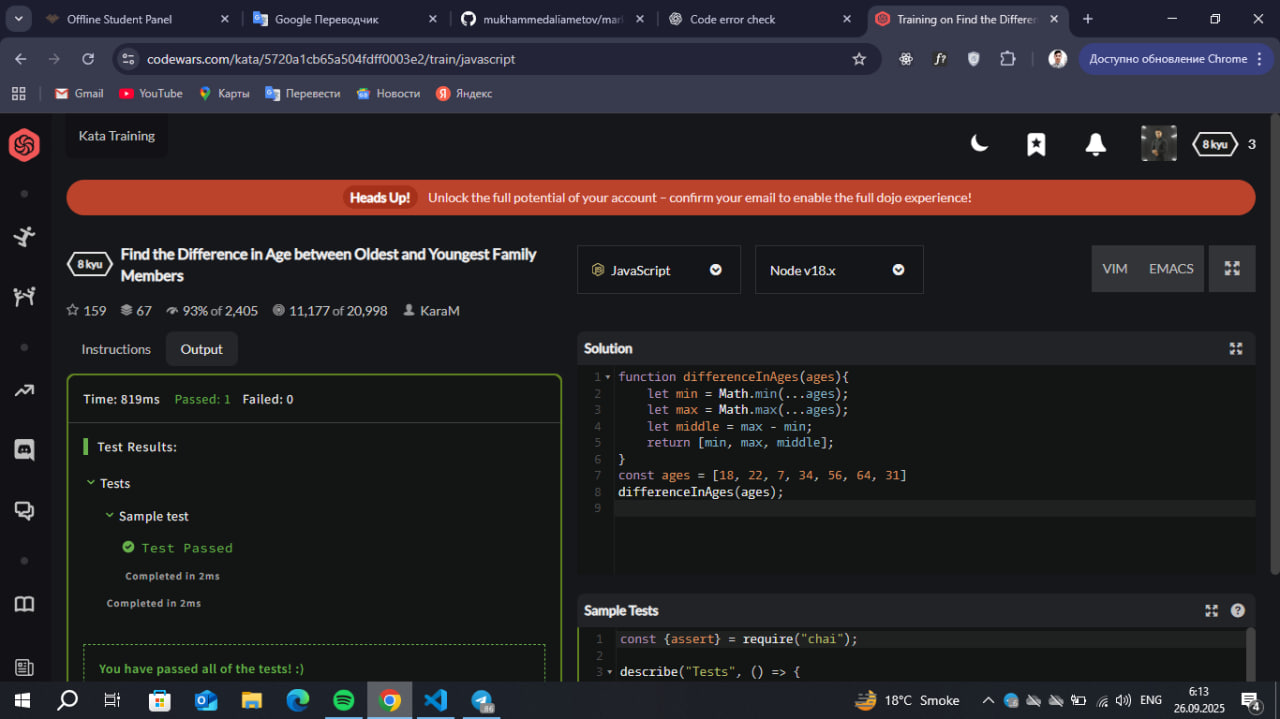 Offline Student Panel
Google Переводчик
mukhammedaliametov/mar
Code error check
Training on Find the Differen
codewars.com/kata/5720a1cb65a504fdff0003e2/train/javascript
Доступно обновление Chrome
Gmail
YouTube
Карты
Перевести
Новости
Яндекс
Kata Training
8 kyu
3
Heads Up! Unlock the full potential of your account – confirm your email to enable the full dojo experience!
8 kyu
Find the Difference in Age between Oldest and Youngest Family
Members
159
67
93% of 2,405
11,177 of 20,998
KaraM
JavaScript
Node v18.x
VIM
EMACS
Instructions
Output
Time: 819ms Passed: 1 Failed: 0
Test Results:
Tests
Sample test
Test Passed
Completed in 2ms
Completed in 2ms
You have passed all of the tests! :)
Solution
1 function differenceInAges(ages){
2 let min = Math.min(...ages);
3 let max = Math.max(...ages);
4 let middle = max - min;
5 return [min, max, middle];
6 }
7 const ages = [18, 22, 7, 34, 56, 64, 31]
8 differenceInAges(ages);
9
Sample Tests
1 const {assert} = require("chai");
2
3 describe("Tests", () => {
18°C Smoke
ENG
6:13
26.09.2025
4